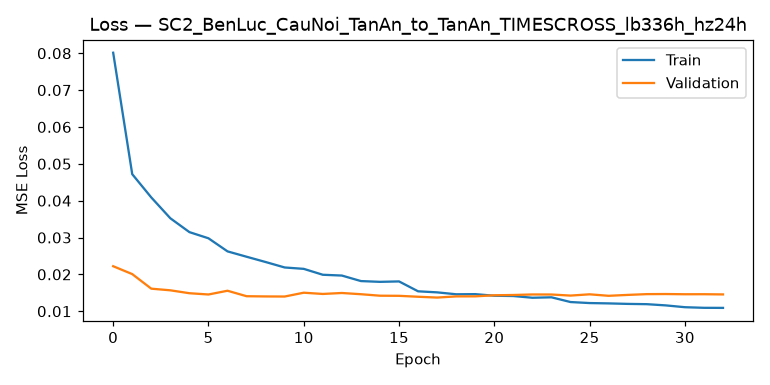 Loss — SC2_BenLuc_CauNoi_TanAn_to_TanAn_TIMESCROSS_lb336h_hz24h
Train
Validation
MSE Loss
0.08
0.07
0.06
0.05
0.04
0.03
0.02
0.01
0 5 10 15 20 25 30
Epoch